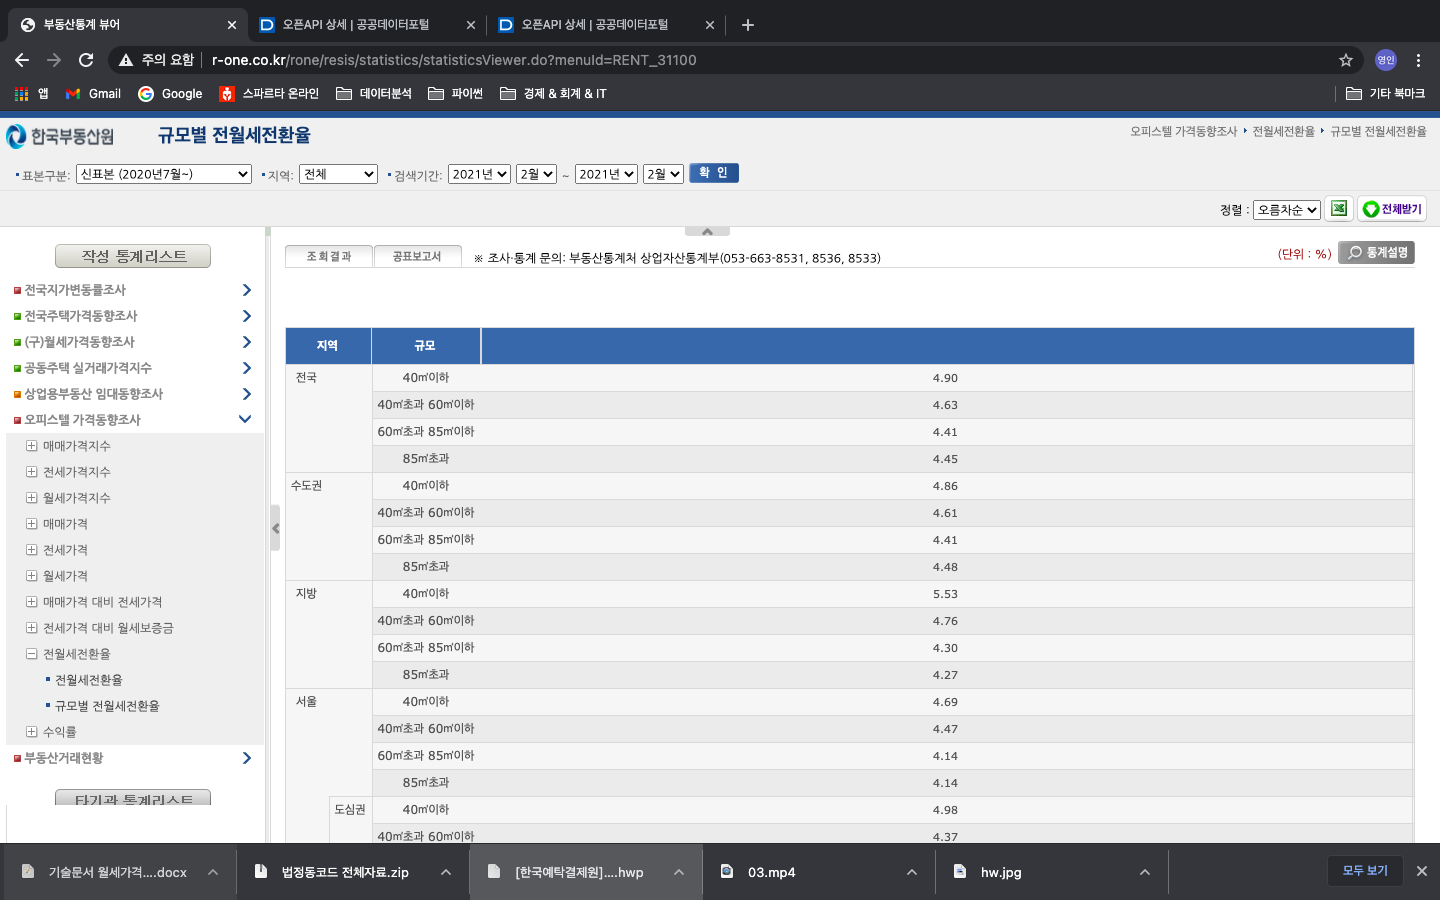 부동산통계 뷰어
오픈API 상세 | 공공데이터포털
오픈API 상세 | 공공데이터포털
주의 요함 r-one.co.kr/rone/resis/statistics/statisticsViewer.do?menuId=RENT_31100
영인
앱 Gmail Google 스파르타 온라인 데이터분석 파이썬 경제 & 회계 & IT 기타 북마크
한국부동산원 규모별 전월세전환율
오피스텔 가격동향조사 전월세전환율 규모별 전월세전환율
표본구분: 신표본 (2020년7월~) 지역: 전체 검색기간: 2021년 2월 ~ 2021년 2월 확 인
정렬 : 오름차순 전체받기
작성 통계리스트
전국지가변동률조사
전국주택가격동향조사
(구)월세가격동향조사
공동주택 실거래가격지수
상업용부동산 임대동향조사
오피스텔 가격동향조사
매매가격지수
전세가격지수
월세가격지수
매매가격
전세가격
월세가격
매매가격 대비 전세가격
전세가격 대비 월세보증금
전월세전환율
전월세전환율
규모별 전월세전환율
수익률
부동산거래현황
타기관 통계리스트
조회결과 공표보고서 ※ 조사·통계 문의: 부동산통계처 상업자산통계부(053-663-8531, 8536, 8533)
(단위 : %) 통계설명
지역 규모
전국 40㎡이하 4.90
40㎡초과 60㎡이하 4.63
60㎡초과 85㎡이하 4.41
85㎡초과 4.45
수도권 40㎡이하 4.86
40㎡초과 60㎡이하 4.61
60㎡초과 85㎡이하 4.41
85㎡초과 4.48
지방 40㎡이하 5.53
40㎡초과 60㎡이하 4.76
60㎡초과 85㎡이하 4.30
85㎡초과 4.27
서울 40㎡이하 4.69
40㎡초과 60㎡이하 4.47
60㎡초과 85㎡이하 4.14
85㎡초과 4.14
도심권 40㎡이하 4.98
40㎡초과 60㎡이하 4.37
기술문서 월세가격....docx 법정동코드 전체자료.zip [한국예탁결제원]....hwp 03.mp4 hw.jpg 모두 보기